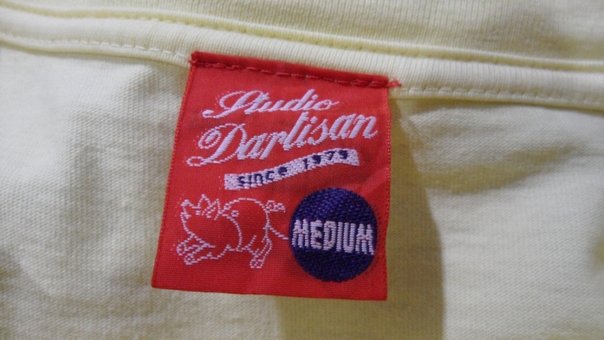 Studio
Dartisan
since 1979
MEDIUM